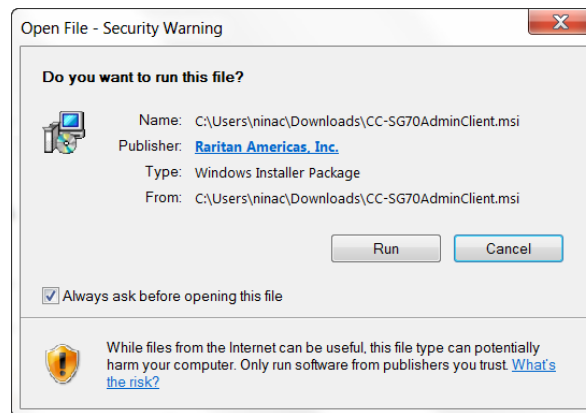 Open File - Security Warning
Do you want to run this file?
Name: C:\Users\ninac\Downloads\CC-SG70AdminClient.msi
Publisher: Raritan Americas, Inc.
Type: Windows Installer Package
From: C:\Users\ninac\Downloads\CC-SG70AdminClient.msi
Run Cancel
Always ask before opening this file
While files from the Internet can be useful, this file type can potentially
harm your computer. Only run software from publishers you trust. What's
the risk?